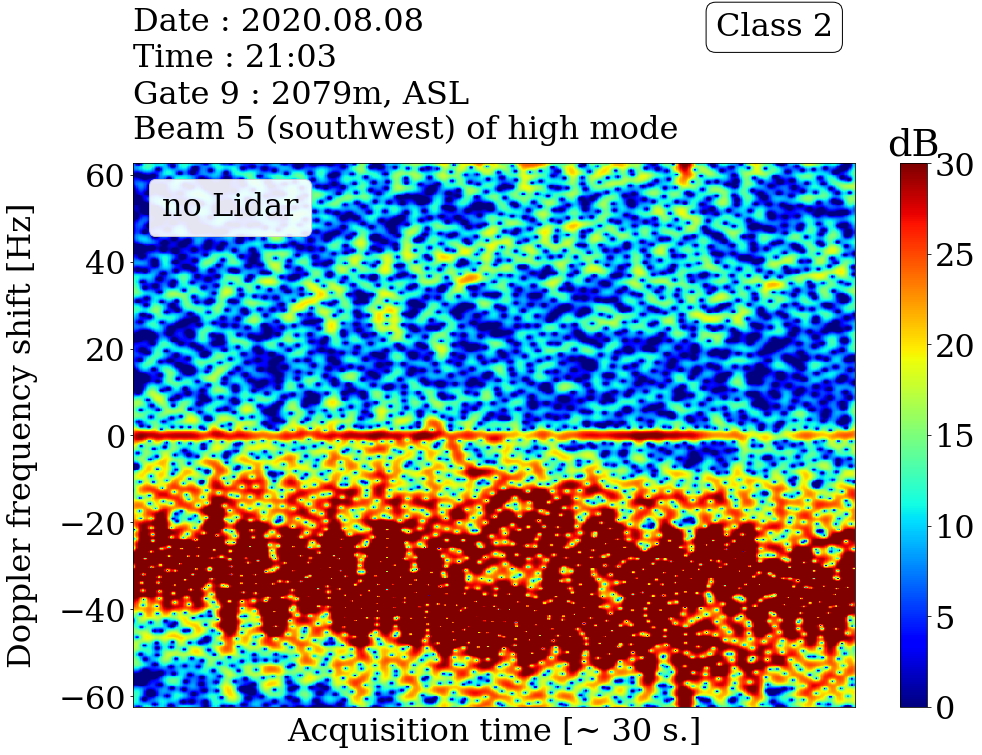 Date : 2020.08.08
Time : 21:03
Gate 9 : 2079m, ASL
Beam 5 (southwest) of high mode
Class 2
dB
no Lidar
Doppler frequency shift [Hz]
60
40
20
0
−20
−40
−60
Acquisition time [~ 30 s.]
30
25
20
15
10
5
0